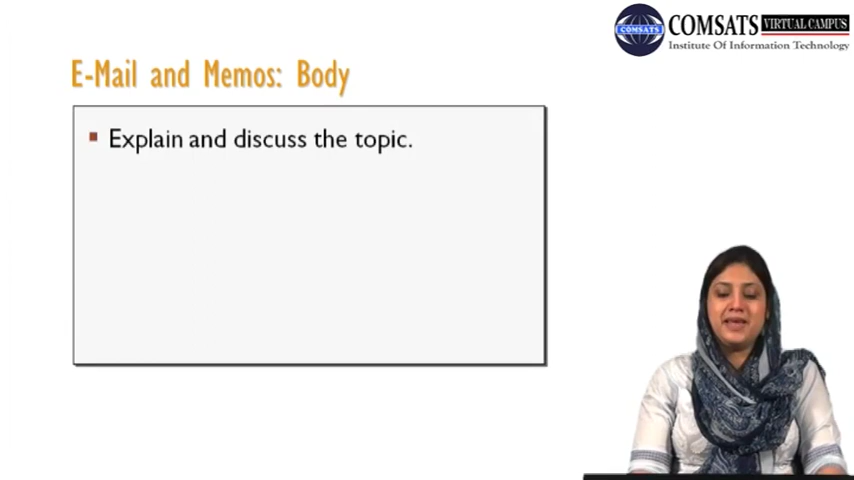 COMSATS
COMSATS VIRTUAL CAMPUS
Institute Of Information Technology
E-Mail and Memos: Body
Explain and discuss the topic.